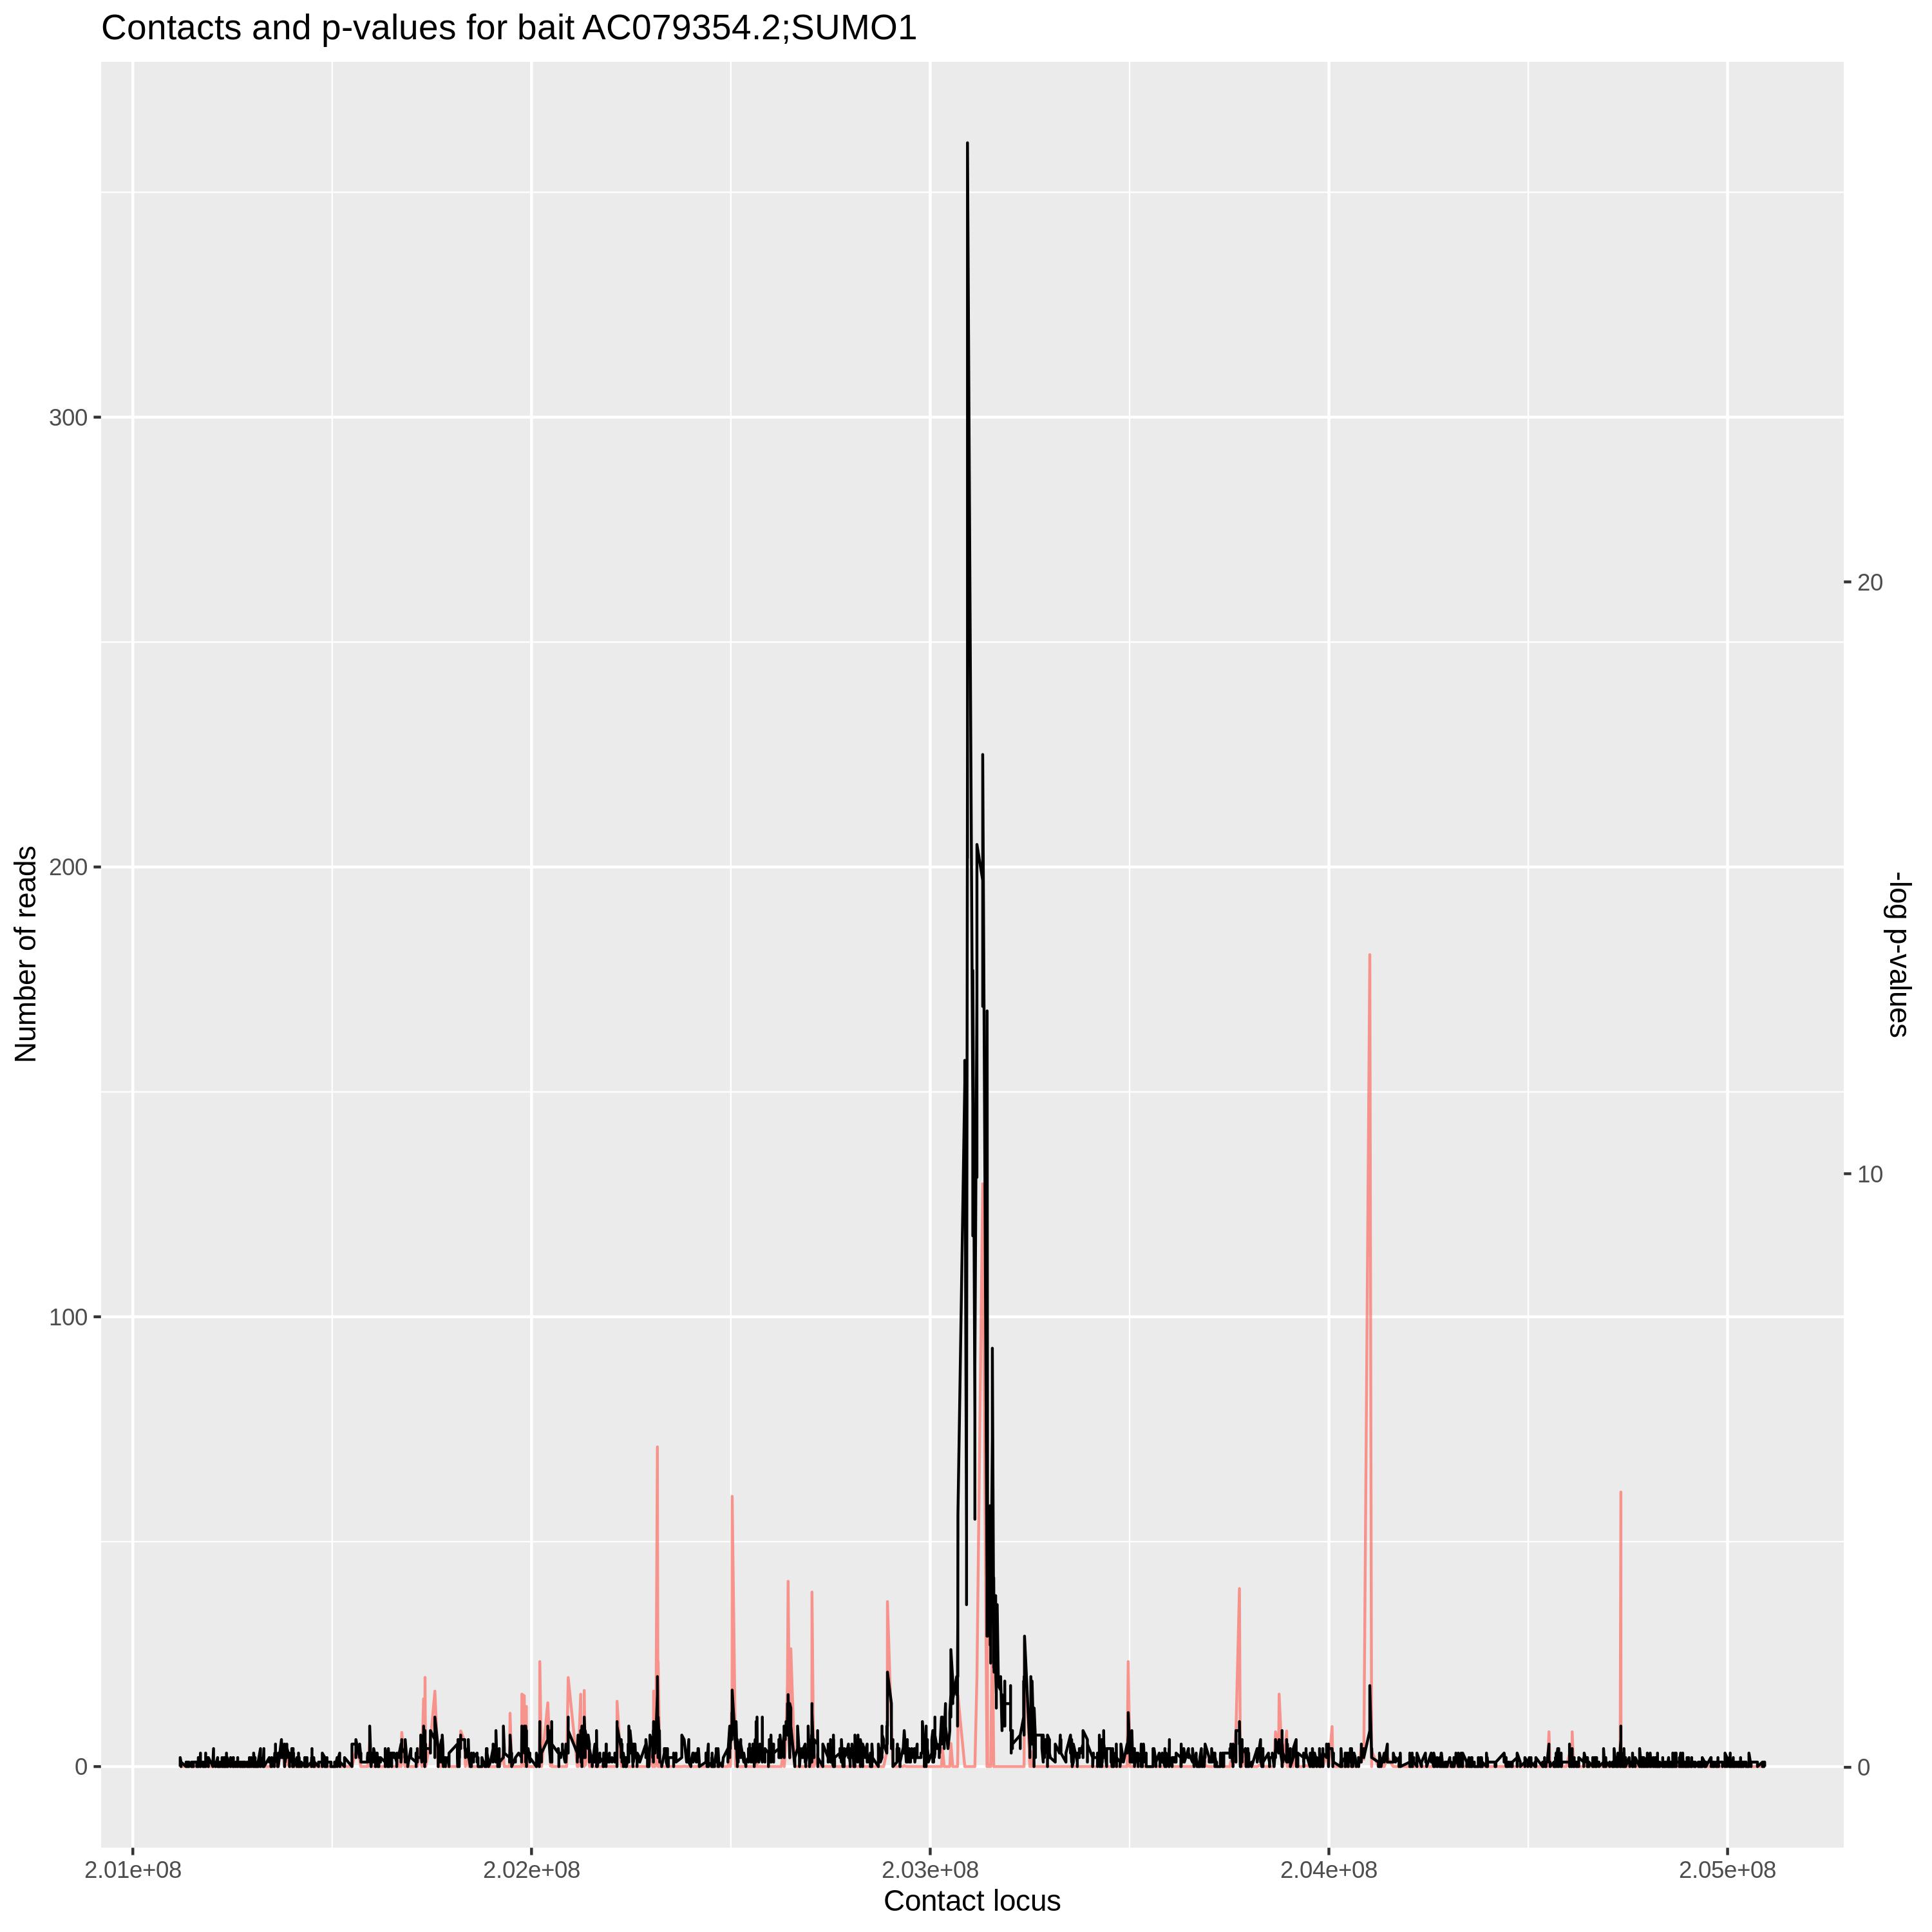 Contacts and p-values for bait AC079354.2;SUMO1
300
200
100
0
Number of reads
20
10
0
-log p-values
2.01e+08
2.02e+08
2.03e+08
2.04e+08
2.05e+08
Contact locus